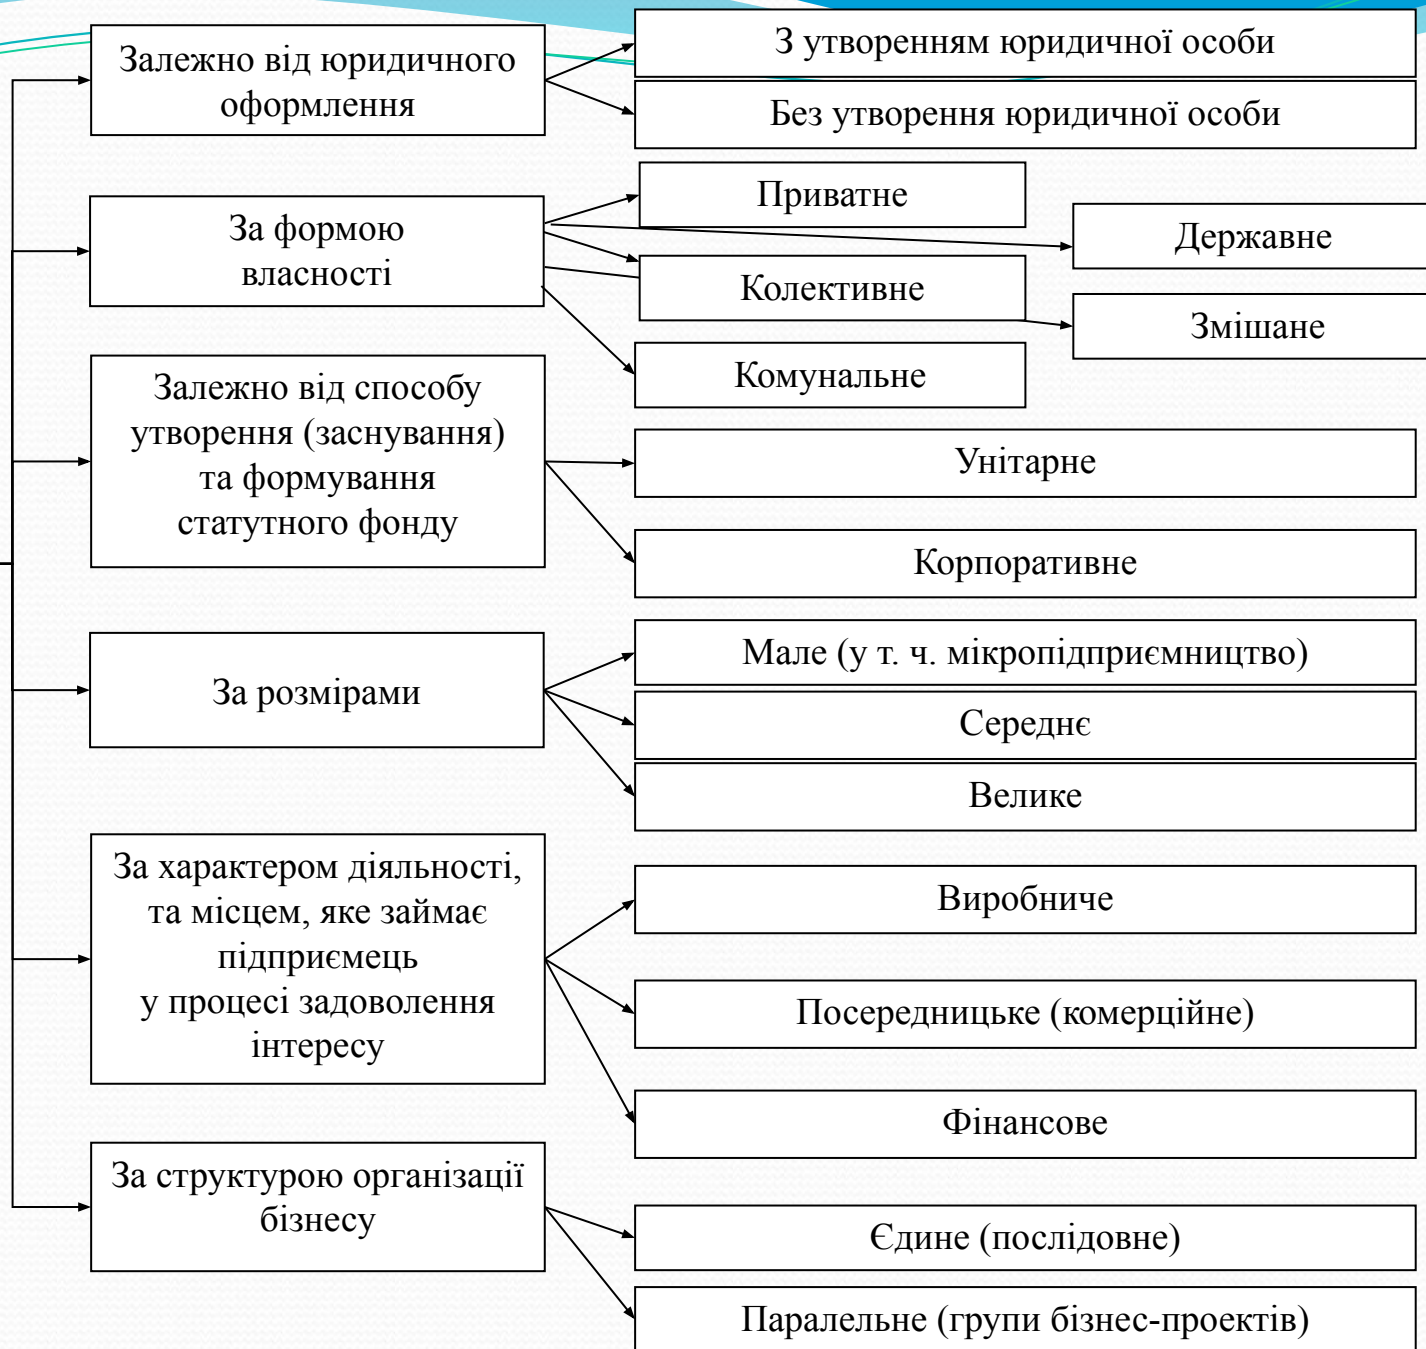 Залежно від юридичного
оформлення
З утворенням юридичної особи
Без утворення юридичної особи
За формою
власності
Приватне
Державне
Колективне
Змішане
Комунальне
Залежно від способу
утворення (заснування)
та формування
статутного фонду
Унітарне
Корпоративне
За розмірами
Мале (у т. ч. мікропідприємництво)
Середнє
Велике
За характером діяльності,
та місцем, яке займає
підприємець
у процесі задоволення
інтересу
Виробниче
Посередницьке (комерційне)
Фінансове
За структурою організації
бізнесу
Єдине (послідовне)
Паралельне (групи бізнес-проектів)